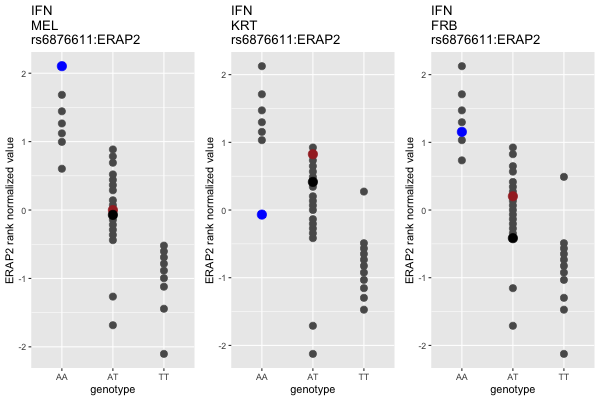 IFN
MEL
rs6876611:ERAP2
ERAP2 rank normalized value
2
1
0
-1
-2
AA AT TT
genotype
IFN
KRT
rs6876611:ERAP2
ERAP2 rank normalized value
2
1
0
-1
-2
AA AT TT
genotype
IFN
FRB
rs6876611:ERAP2
ERAP2 rank normalized value
2
1
0
-1
-2
AA AT TT
genotype